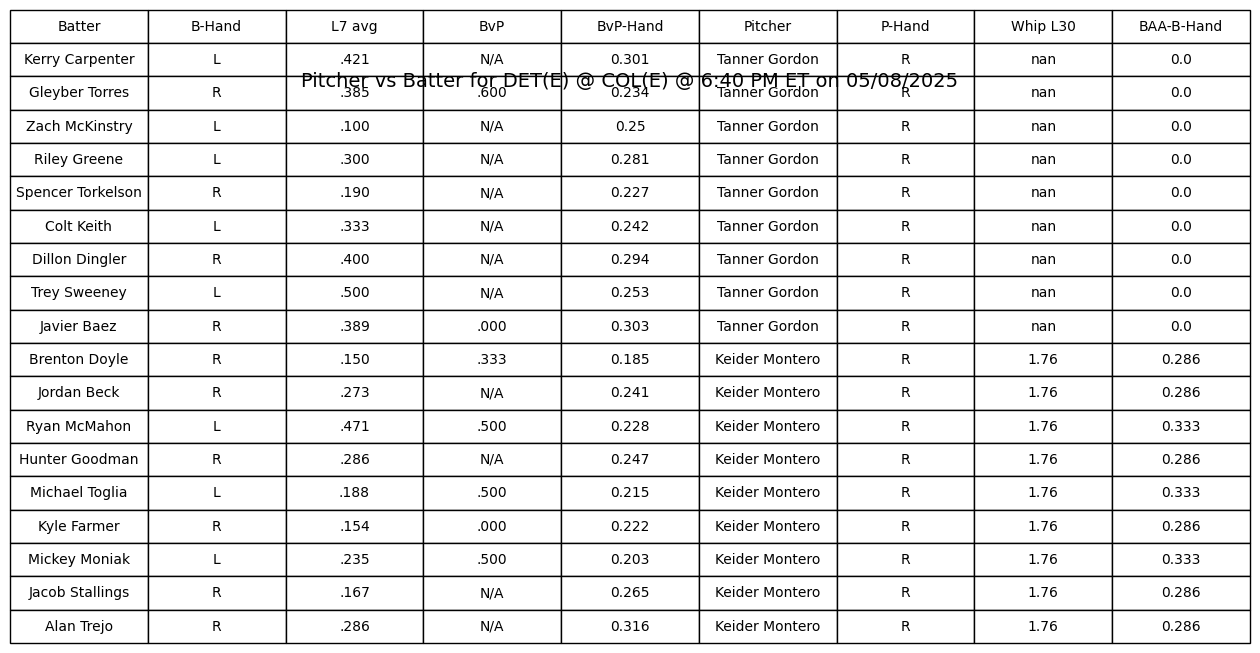 Batter B-Hand L7 avg BvP BvP-Hand Pitcher P-Hand Whip L30 BAA-B-Hand
Kerry Carpenter L .421 N/A 0.301 Tanner Gordon R nan 0.0
Pitcher vs Batter for DET(E) @ COL(E) @ 6:40 PM ET on 05/08/2025
Gleyber Torres R .385 .600 0.234 Tanner Gordon R nan 0.0
Zach McKinstry L .100 N/A 0.25 Tanner Gordon R nan 0.0
Riley Greene L .300 N/A 0.281 Tanner Gordon R nan 0.0
Spencer Torkelson R .190 N/A 0.227 Tanner Gordon R nan 0.0
Colt Keith L .333 N/A 0.242 Tanner Gordon R nan 0.0
Dillon Dingler R .400 N/A 0.294 Tanner Gordon R nan 0.0
Trey Sweeney L .500 N/A 0.253 Tanner Gordon R nan 0.0
Javier Baez R .389 .000 0.303 Tanner Gordon R nan 0.0
Brenton Doyle R .150 .333 0.185 Keider Montero R 1.76 0.286
Jordan Beck R .273 N/A 0.241 Keider Montero R 1.76 0.286
Ryan McMahon L .471 .500 0.228 Keider Montero R 1.76 0.333
Hunter Goodman R .286 N/A 0.247 Keider Montero R 1.76 0.286
Michael Toglia L .188 .500 0.215 Keider Montero R 1.76 0.333
Kyle Farmer R .154 .000 0.222 Keider Montero R 1.76 0.286
Mickey Moniak L .235 .500 0.203 Keider Montero R 1.76 0.333
Jacob Stallings R .167 N/A 0.265 Keider Montero R 1.76 0.286
Alan Trejo R .286 N/A 0.316 Keider Montero R 1.76 0.286